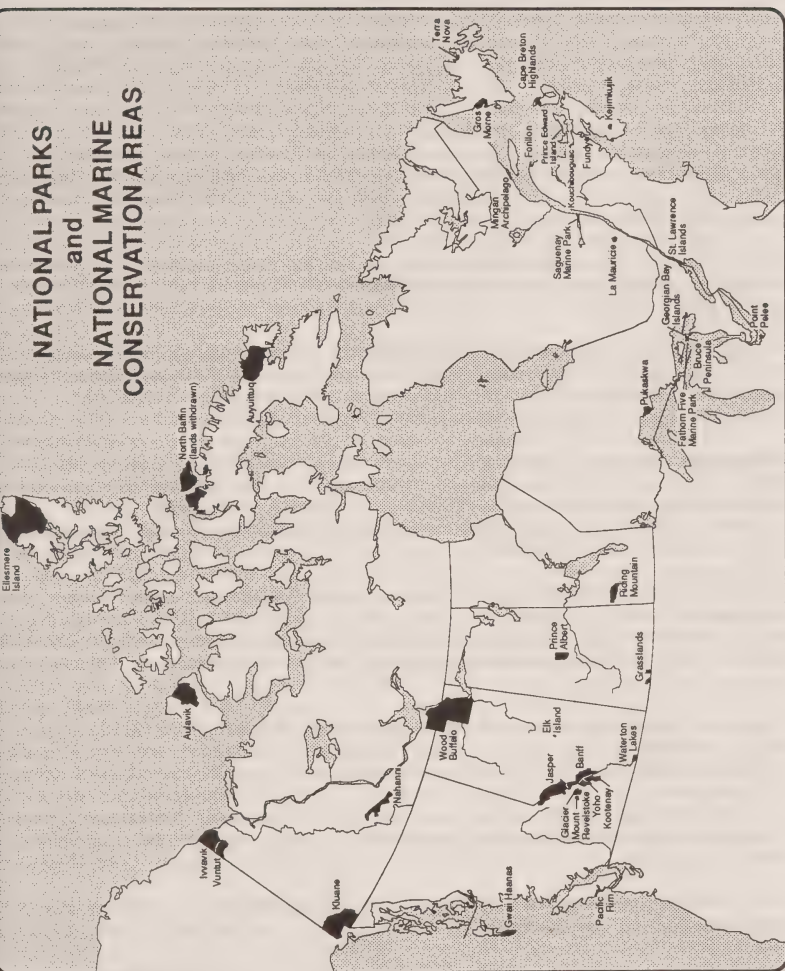 NATIONAL PARKS
and
NATIONAL MARINE
CONSERVATION AREAS
Ellesmere
Island
North Baffin
(lands withdrawn)
Auyuittuq
Aulavik
Ivvavik
Vuntut
Kluane
Nahanni
Wood
Buffalo
Gwaii Haanas
Pacific
Rim
Jasper
Banff
Glacier
Mount
Revelstoke
Yoho
Kootenay
Elk
Island
Waterton
Lakes
Prince
Albert
Grasslands
Riding
Mountain
Pukaskwa
Fathom Five
Marine Park
Bruce
Peninsula
Georgian Bay
Islands
Point
Pelee
St. Lawrence
Islands
La Mauricie
Saguenay
Marine Park
Mingan
Archipelago
Forillon
Kouchibouguac
Prince Edward
Island
Fundy
Kejimkujik
Cape Breton
Highlands
Gros
Morne
Terra
Nova